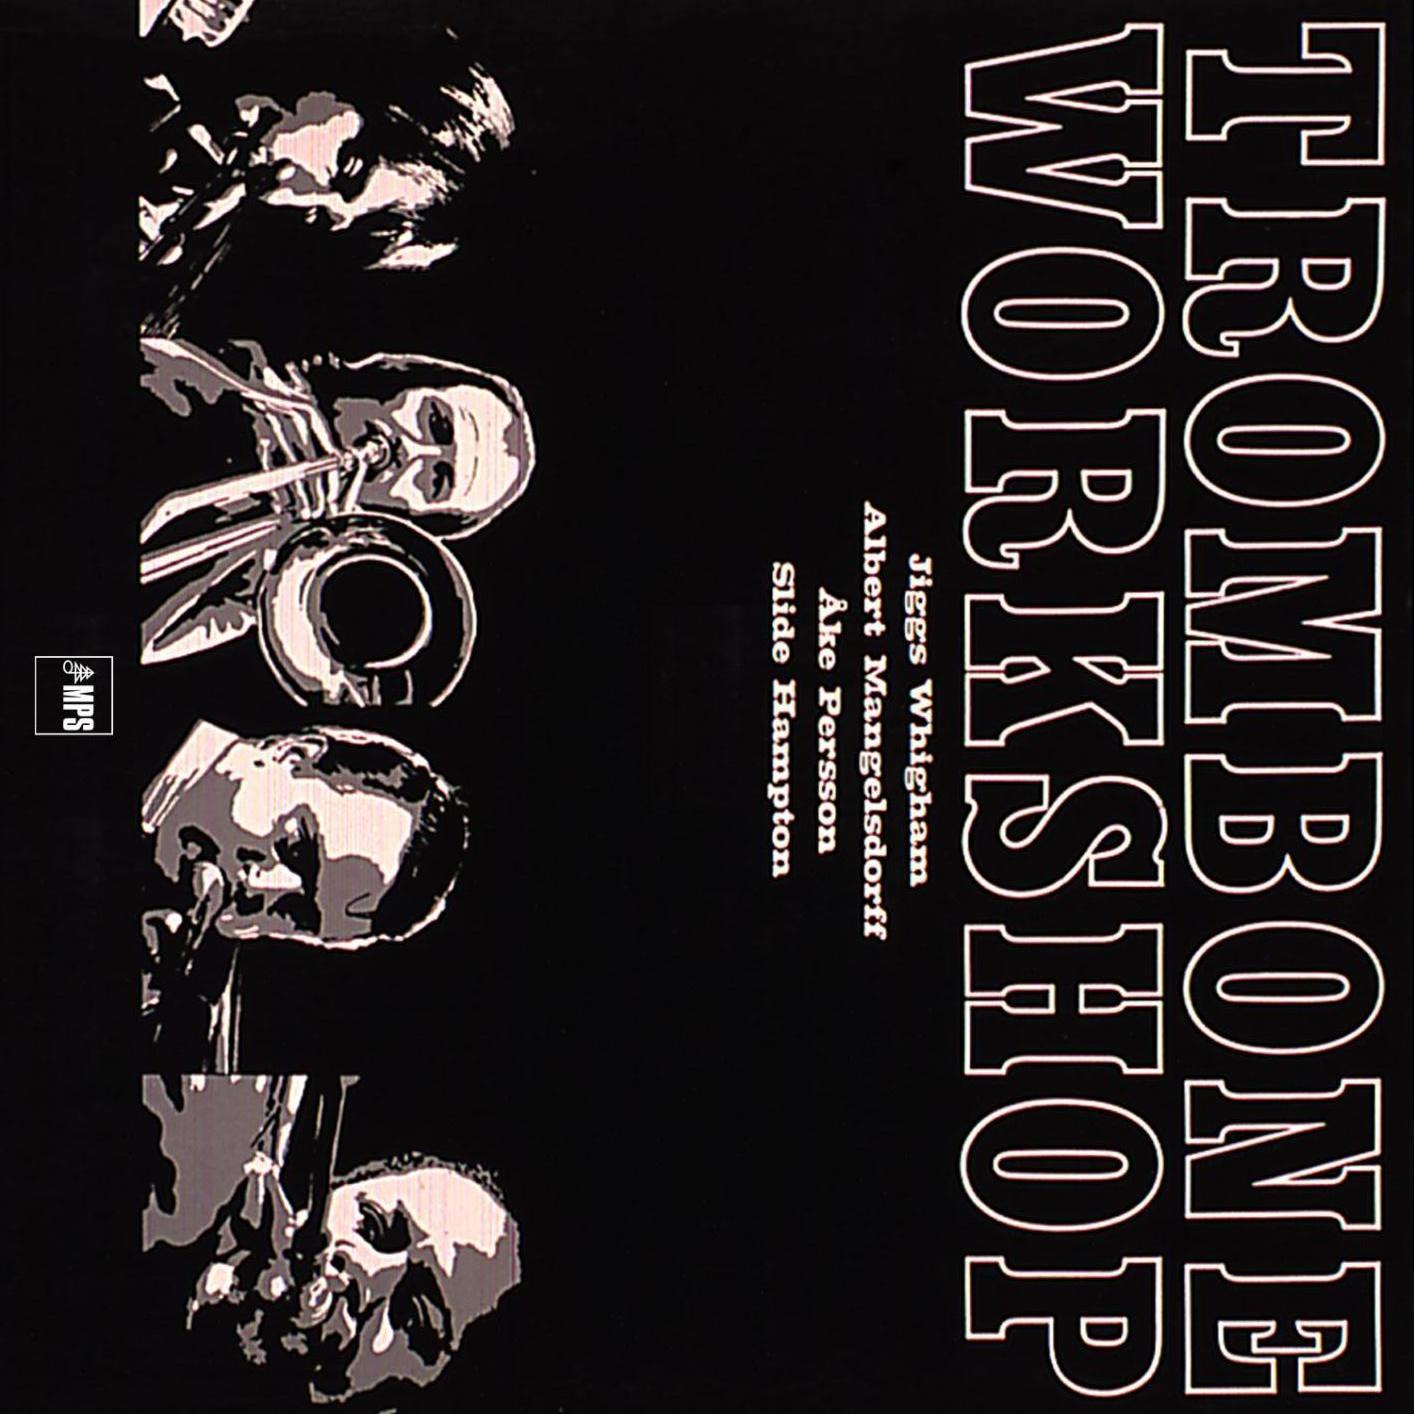 TROMBONE
WORKSHOP
Jiggs Whigham
Albert Mangelsdorff
Åke Persson
Slide Hampton
MPS